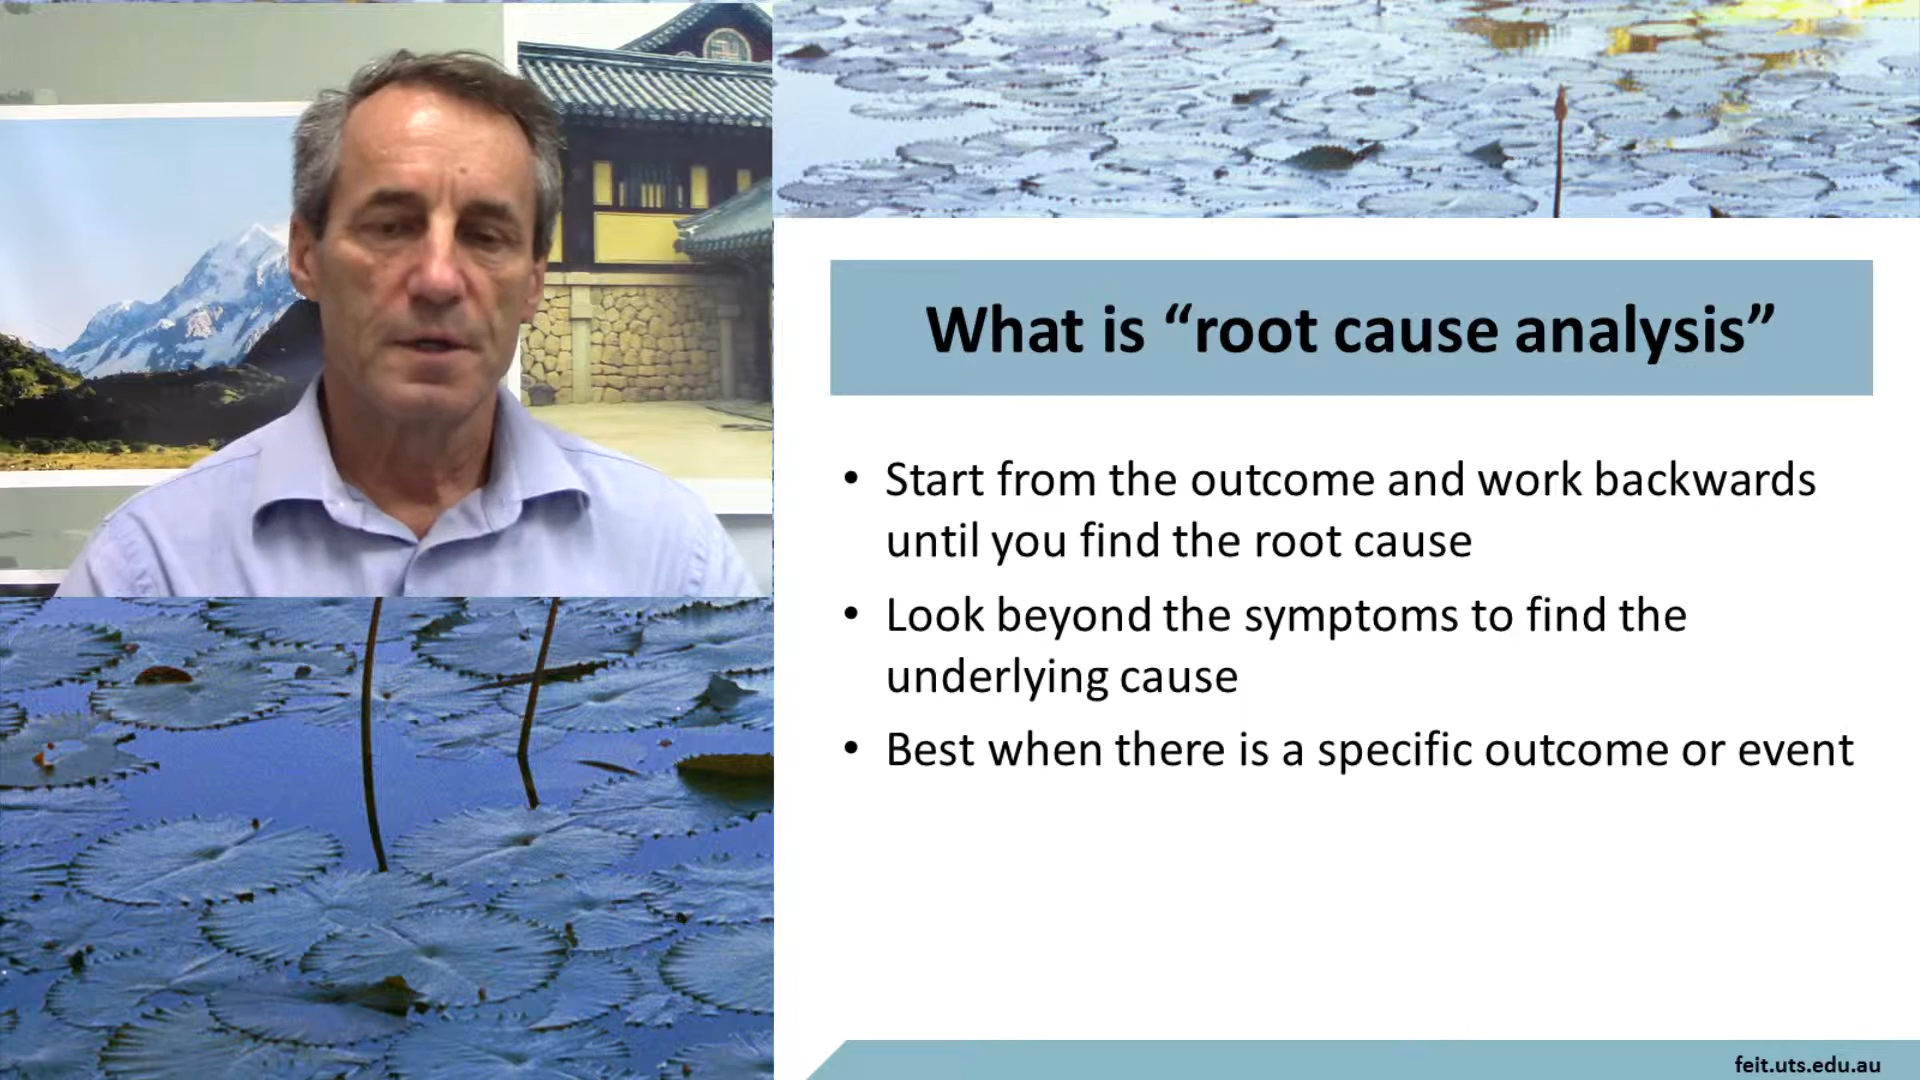 What is “root cause analysis”
• Start from the outcome and work backwards
until you find the root cause
• Look beyond the symptoms to find the
underlying cause
• Best when there is a specific outcome or event
feit.uts.edu.au